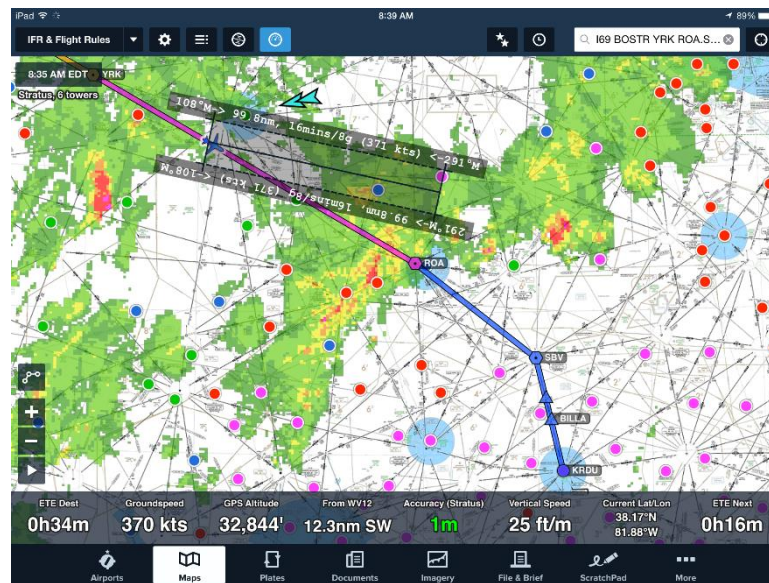 iPad 8:39 AM 89%
IFR & Flight Rules I69 BOSTR YRK ROA.S...
8:35 AM EDT YRK
Stratus, 6 towers
108°M-> 99.8nm, 16mins/8g (371 kts) <-291°M
291°M-> 99.8nm, 16mins/8g (371 kts) <-108°M
ROA
SBV
BILLA
KRDU
ETE Dest Groundspeed GPS Altitude From WV12 Accuracy (Stratus) Vertical Speed Current Lat/Lon ETE Next
0h34m 370 kts 32,844' 12.3nm SW 1m 25 ft/m 38.17°N 81.88°W 0h16m
Airports Maps Plates Documents Imagery File & Brief ScratchPad More